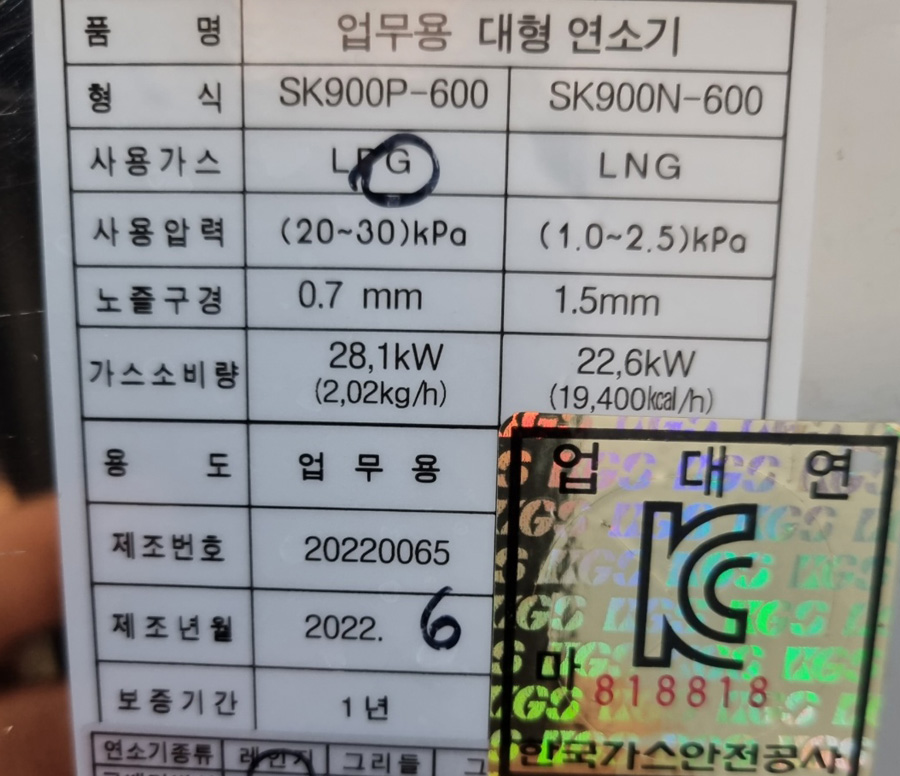 품 명 업무용 대형 연소기
형 식 SK900P-600 SK900N-600
사용가스 LPG LNG
사용압력 (20~30)kPa (1.0~2.5)kPa
노즐구경 0.7 mm 1.5mm
가스소비량 28,1kW 22,6kW
(2,02kg/h) (19,400㎉/h)
용 도 업 무 용
제조번호 20220065
제조년월 2022. 6
보증기간 1년
연소기종류 레인지 그리들 그
업 대 연
KC
마 818818
한국가스안전공사